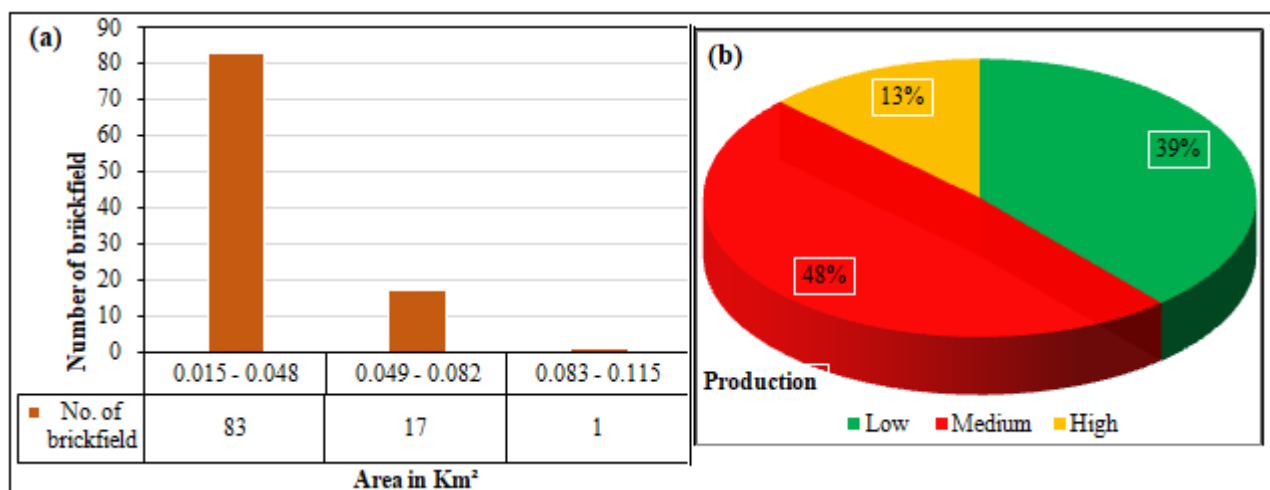 (a)
Number of briickfield
90
80
70
60
50
40
30
20
10
0
0.015 - 0.048 0.049 - 0.082 0.083 - 0.115
No. of
brickfield
83 17 1
Area in Km²
(b)
13%
39%
48%
Production
Low Medium High